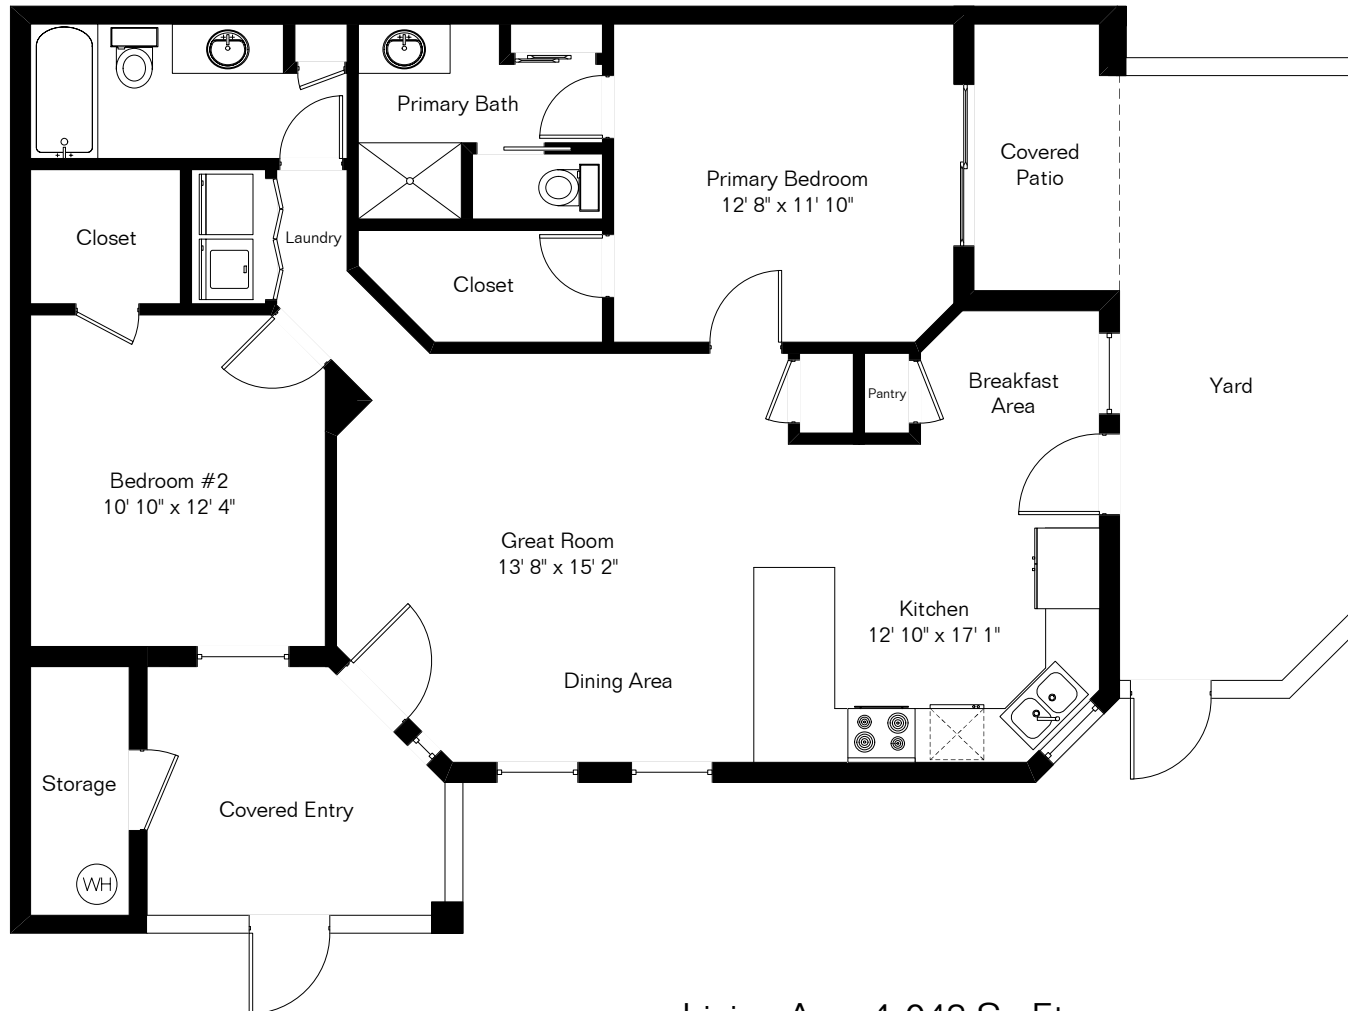 Primary Bath
Covered
Patio
Primary Bedroom
12' 8" x 11' 10"
Closet
Laundry
Closet
Breakfast
Area
Pantry
Yard
Bedroom #2
10' 10" x 12' 4"
Great Room
13' 8" x 15' 2"
Kitchen
12' 10" x 17' 1"
Dining Area
Storage
Covered Entry
WH